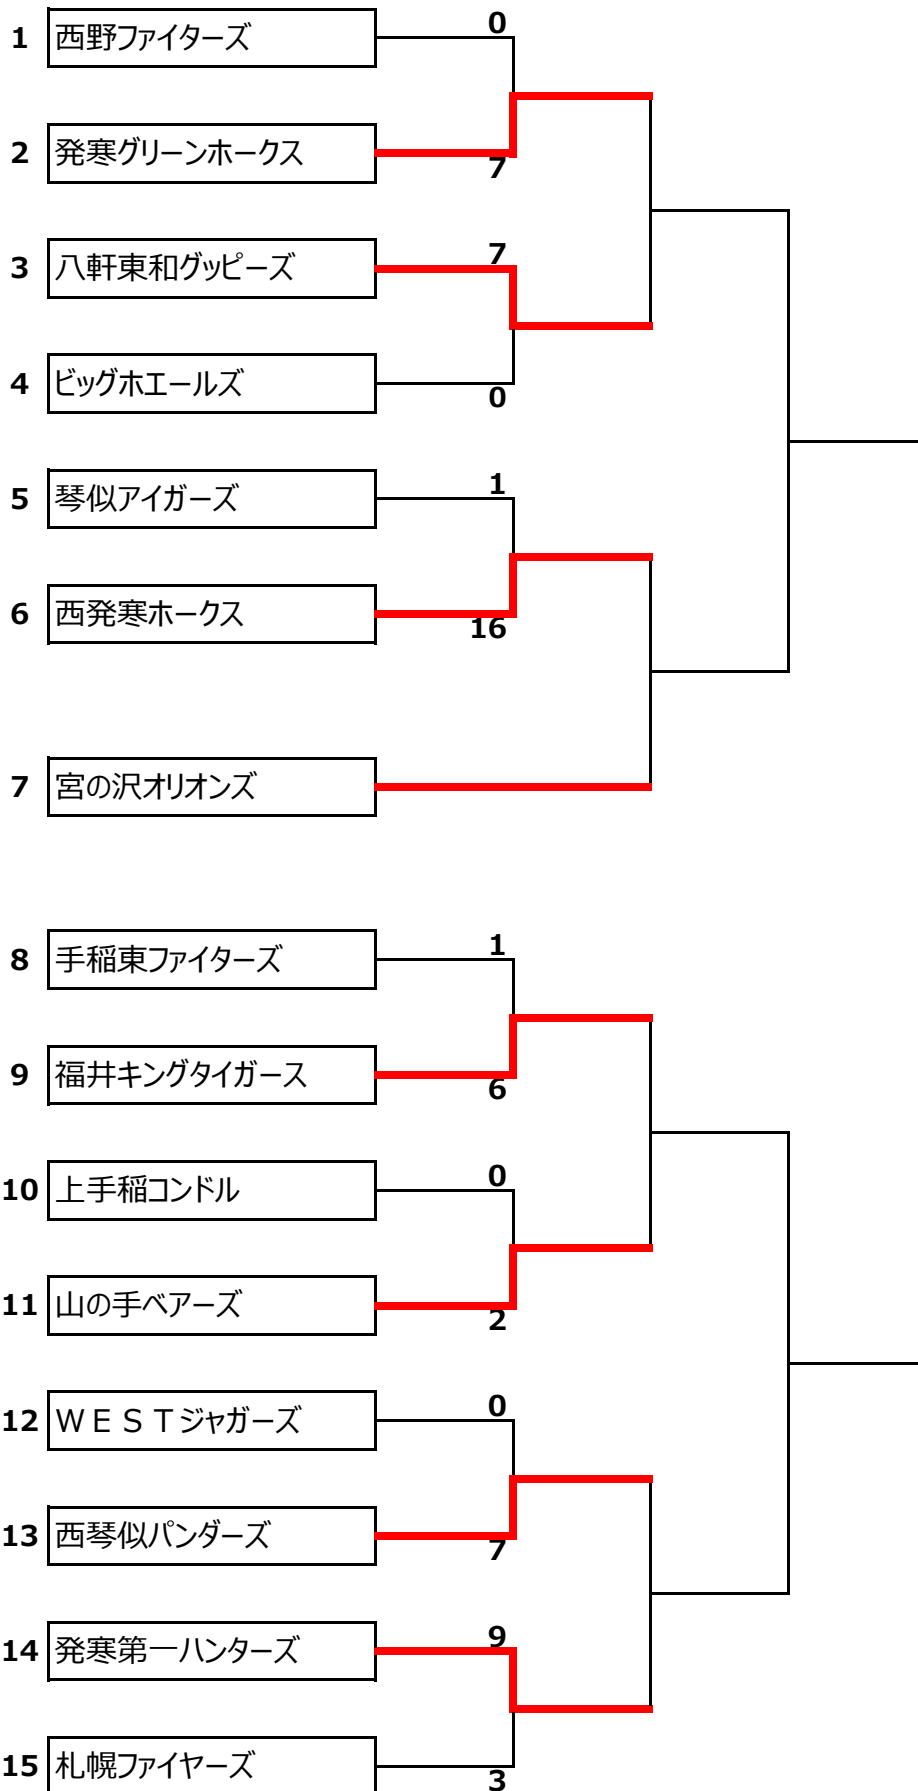 0
1 西野ファイターズ
2 発寒グリーンホークス
7
7
3 八軒東和グッピーズ
4 ビッグホエールズ
0
1
5 琴似アイガーズ
6 西発寒ホークス
16
7 宮の沢オリオンズ
1
8 手稲東ファイターズ
9 福井キングタイガース
6
0
10 上手稲コンドル
11 山の手ベアーズ
2
0
12 ＷＥＳＴジャガーズ
13 西琴似パンダーズ
7
9
14 発寒第一ハンターズ
15 札幌ファイヤーズ
3